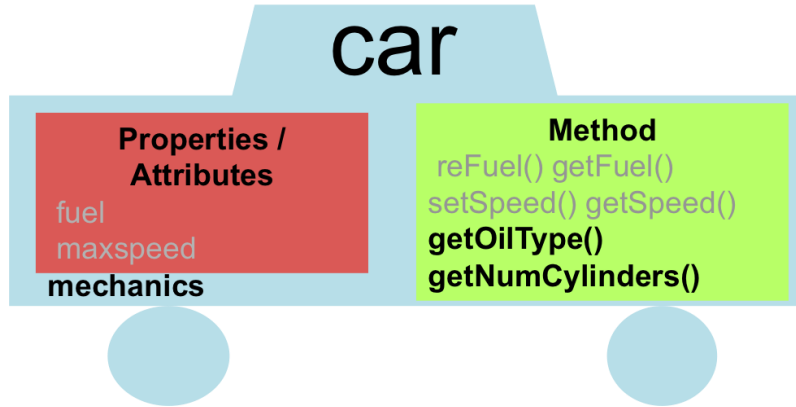 car
Properties /
Attributes
fuel
maxspeed
mechanics
Method
reFuel() getFuel()
setSpeed() getSpeed()
getOilType()
getNumCylinders()